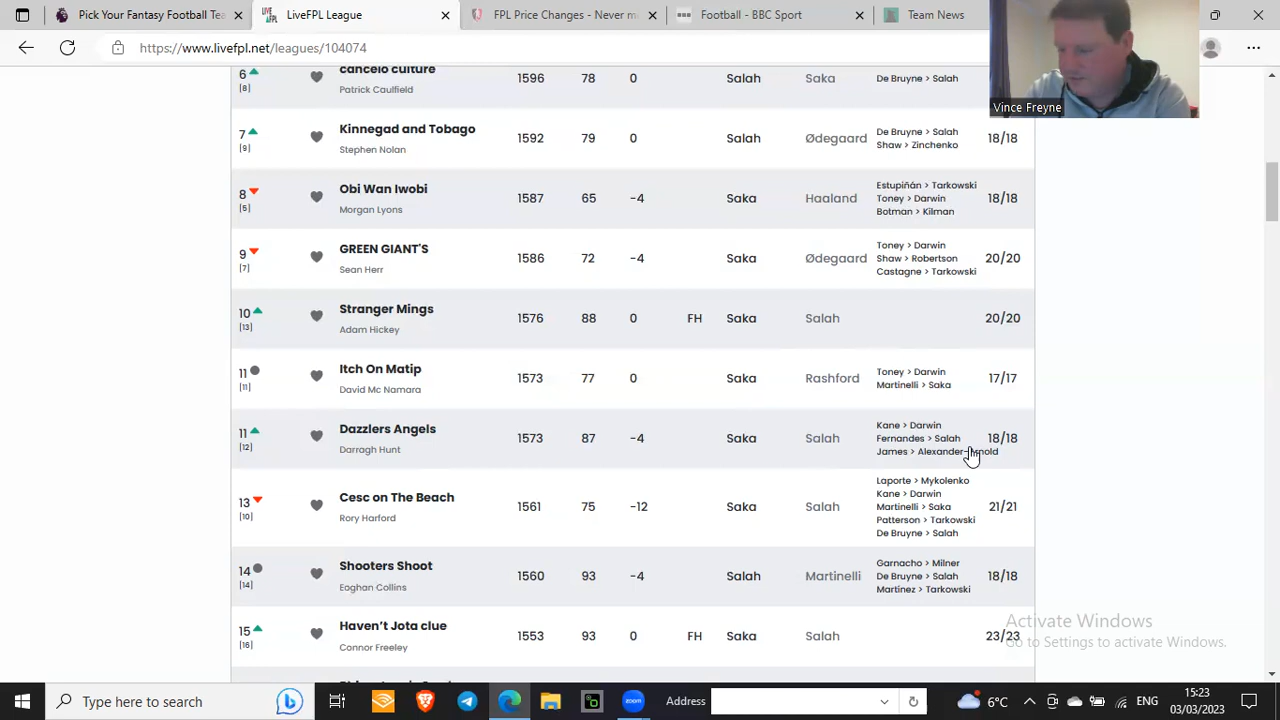 Pick Your Fantasy Football Tea
LiveFPL League
FPL Price Changes - Never m
Football - BBC Sport
Team News
https://www.livefpl.net/leagues/104074
Vince Freyne
6 cancelo culture 1596 78 0 Salah Saka De Bruyne > Salah
[8] Patrick Caulfield
7 Kinnegad and Tobago 1592 79 0 Salah Ødegaard De Bruyne > Salah 18/18
[9] Stephen Nolan Shaw > Zinchenko
8 Obi Wan Iwobi 1587 65 -4 Saka Haaland Estupiñán > Tarkowski 18/18
Toney > Darwin
[5] Morgan Lyons Botman > Kilman
9 GREEN GIANT'S 1586 72 -4 Saka Ødegaard Toney > Darwin 20/20
Shaw > Robertson
[7] Sean Herr Castagne > Tarkowski
10 Stranger Mings 1576 88 0 FH Saka Salah 20/20
[13] Adam Hickey
11 Itch On Matip 1573 77 0 Saka Rashford Toney > Darwin 17/17
[11] David Mc Namara Martinelli > Saka
11 Dazzlers Angels 1573 87 -4 Saka Salah Kane > Darwin 18/18
Fernandes > Salah
[12] Darragh Hunt James > Alexander-Arnold
13 Cesc on The Beach 1561 75 -12 Saka Salah Laporte > Mykolenko 21/21
Kane > Darwin
Martinelli > Saka
[10] Rory Harford Patterson > Tarkowski
De Bruyne > Salah
14 Shooters Shoot 1560 93 -4 Salah Martinelli Garnacho > Milner 18/18
De Bruyne > Salah
[14] Eoghan Collins Martinez > Tarkowski
15 Haven't Jota clue 1553 93 0 FH Saka Salah 23/23
[16] Connor Freeley
Activate Windows
Go to Settings to activate Windows.
Type here to search
zoom
Address
6°C
ENG
15:23
03/03/2023